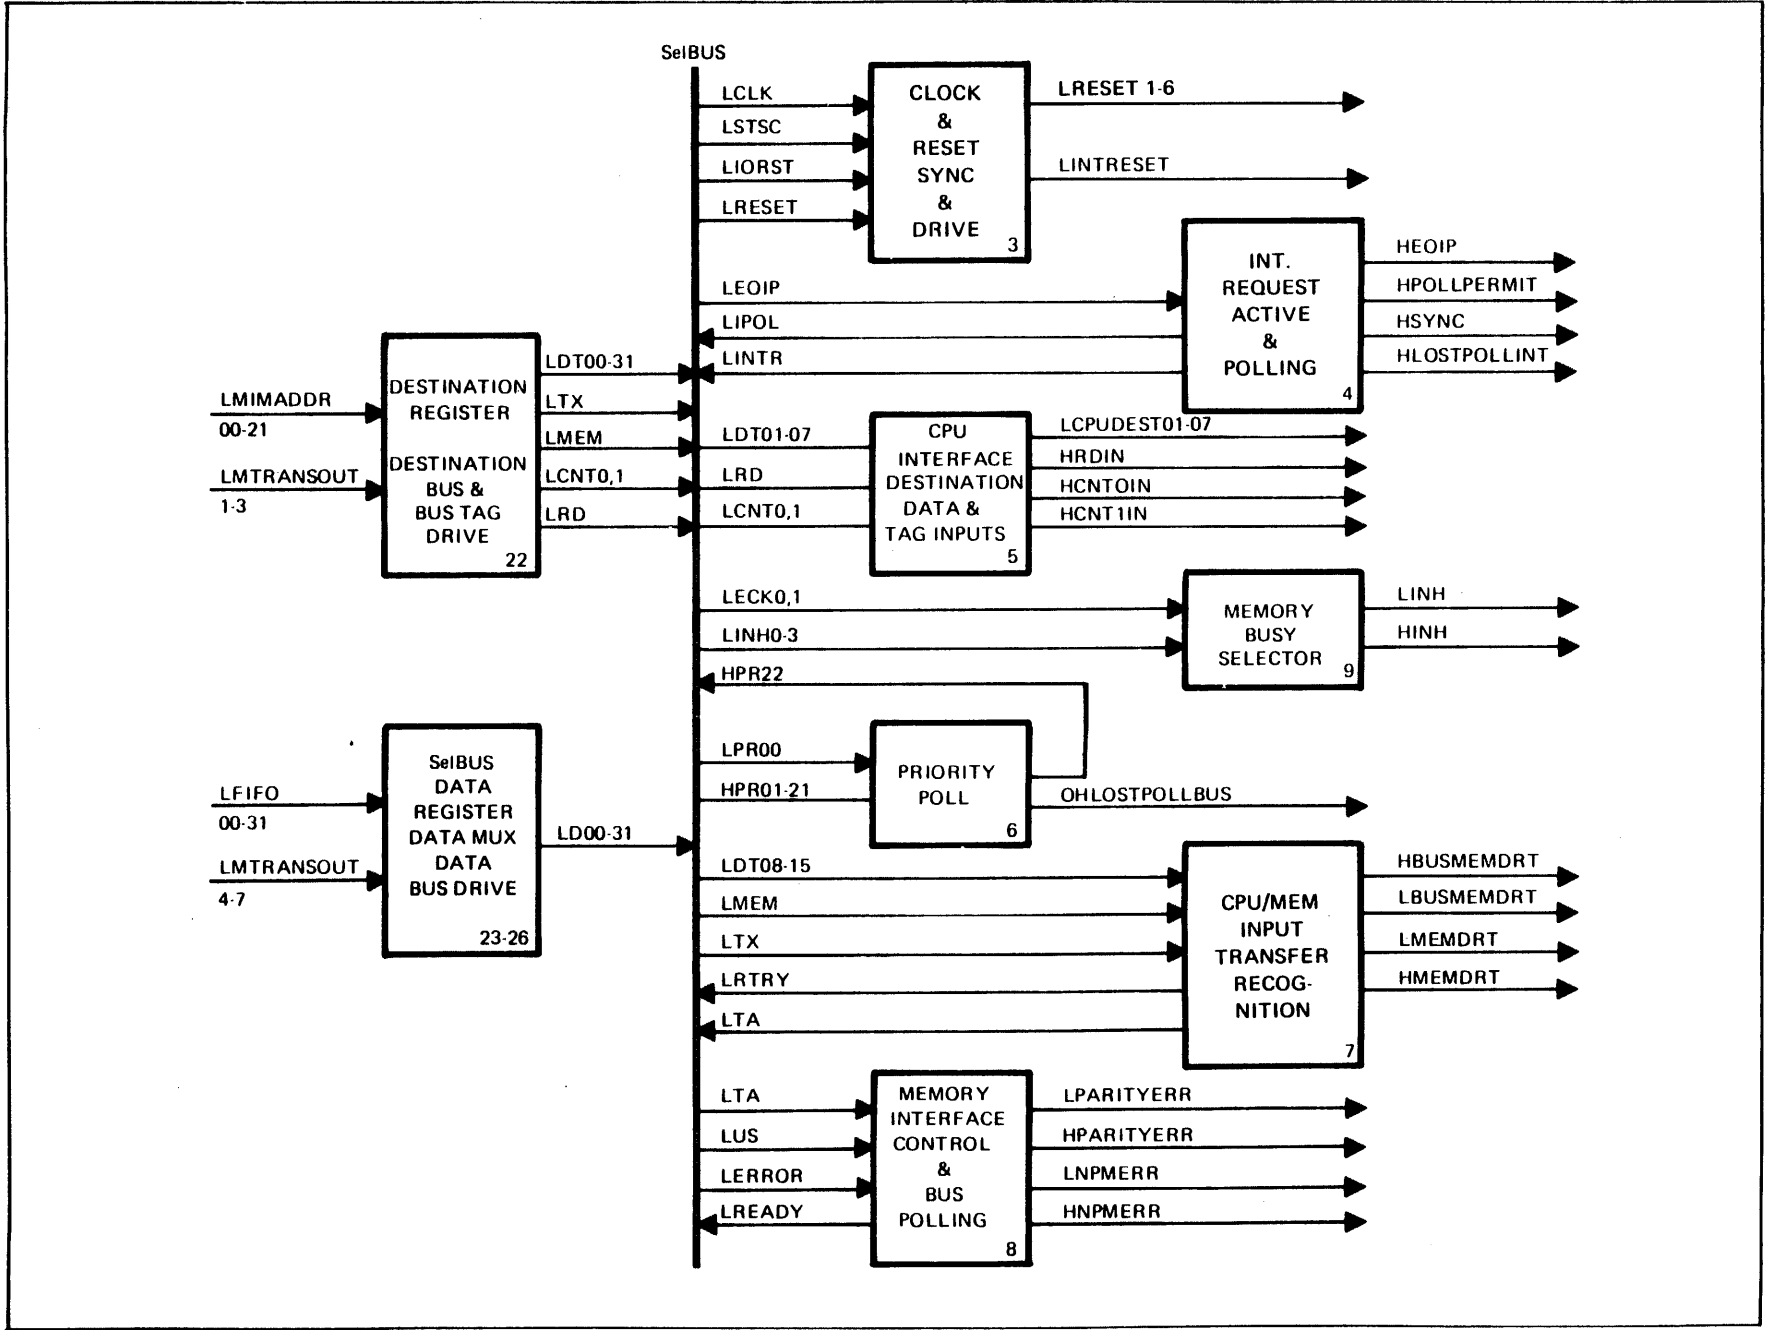 SelBUS
LCLK
LSTSC
LIORST
LRESET
CLOCK
&
RESET
SYNC
&
DRIVE
3
LRESET 1-6
LINTRESET
LEOIP
LIPOL
LINTR
INT.
REQUEST
ACTIVE
&
POLLING
4
HEOIP
HPOLLPERMIT
HSYNC
HLOSTPOLLINT
LMIMADDR
00-21
LMTRANSOUT
1-3
DESTINATION
REGISTER
DESTINATION
BUS &
BUS TAG
DRIVE
22
LDT00-31
LTX
LMEM
LCNT0,1
LRD
LDT01-07
LRD
LCNT0,1
CPU
INTERFACE
DESTINATION
DATA &
TAG INPUTS
5
LCPUDEST01-07
HRDIN
HCNTOIN
HCNT1IN
LECK0,1
LINH0-3
MEMORY
BUSY
SELECTOR
9
LINH
HINH
HPR22
LPR00
HPR01-21
PRIORITY
POLL
6
OHLOSTPOLLBUS
LFIFO
00-31
LMTRANSOUT
4-7
SelBUS
DATA
REGISTER
DATA MUX
DATA
BUS DRIVE
23-26
LD00-31
LDT08-15
LMEM
LTX
LRTRY
LTA
CPU/MEM
INPUT
TRANSFER
RECOG-
NITION
7
HBUSMEMDRT
LBUSMEMDRT
LMEMDRT
HMEMDRT
LTA
LUS
LERROR
LREADY
MEMORY
INTERFACE
CONTROL
&
BUS
POLLING
8
LPARITYERR
HPARITYERR
LNPMERR
HNPMERR